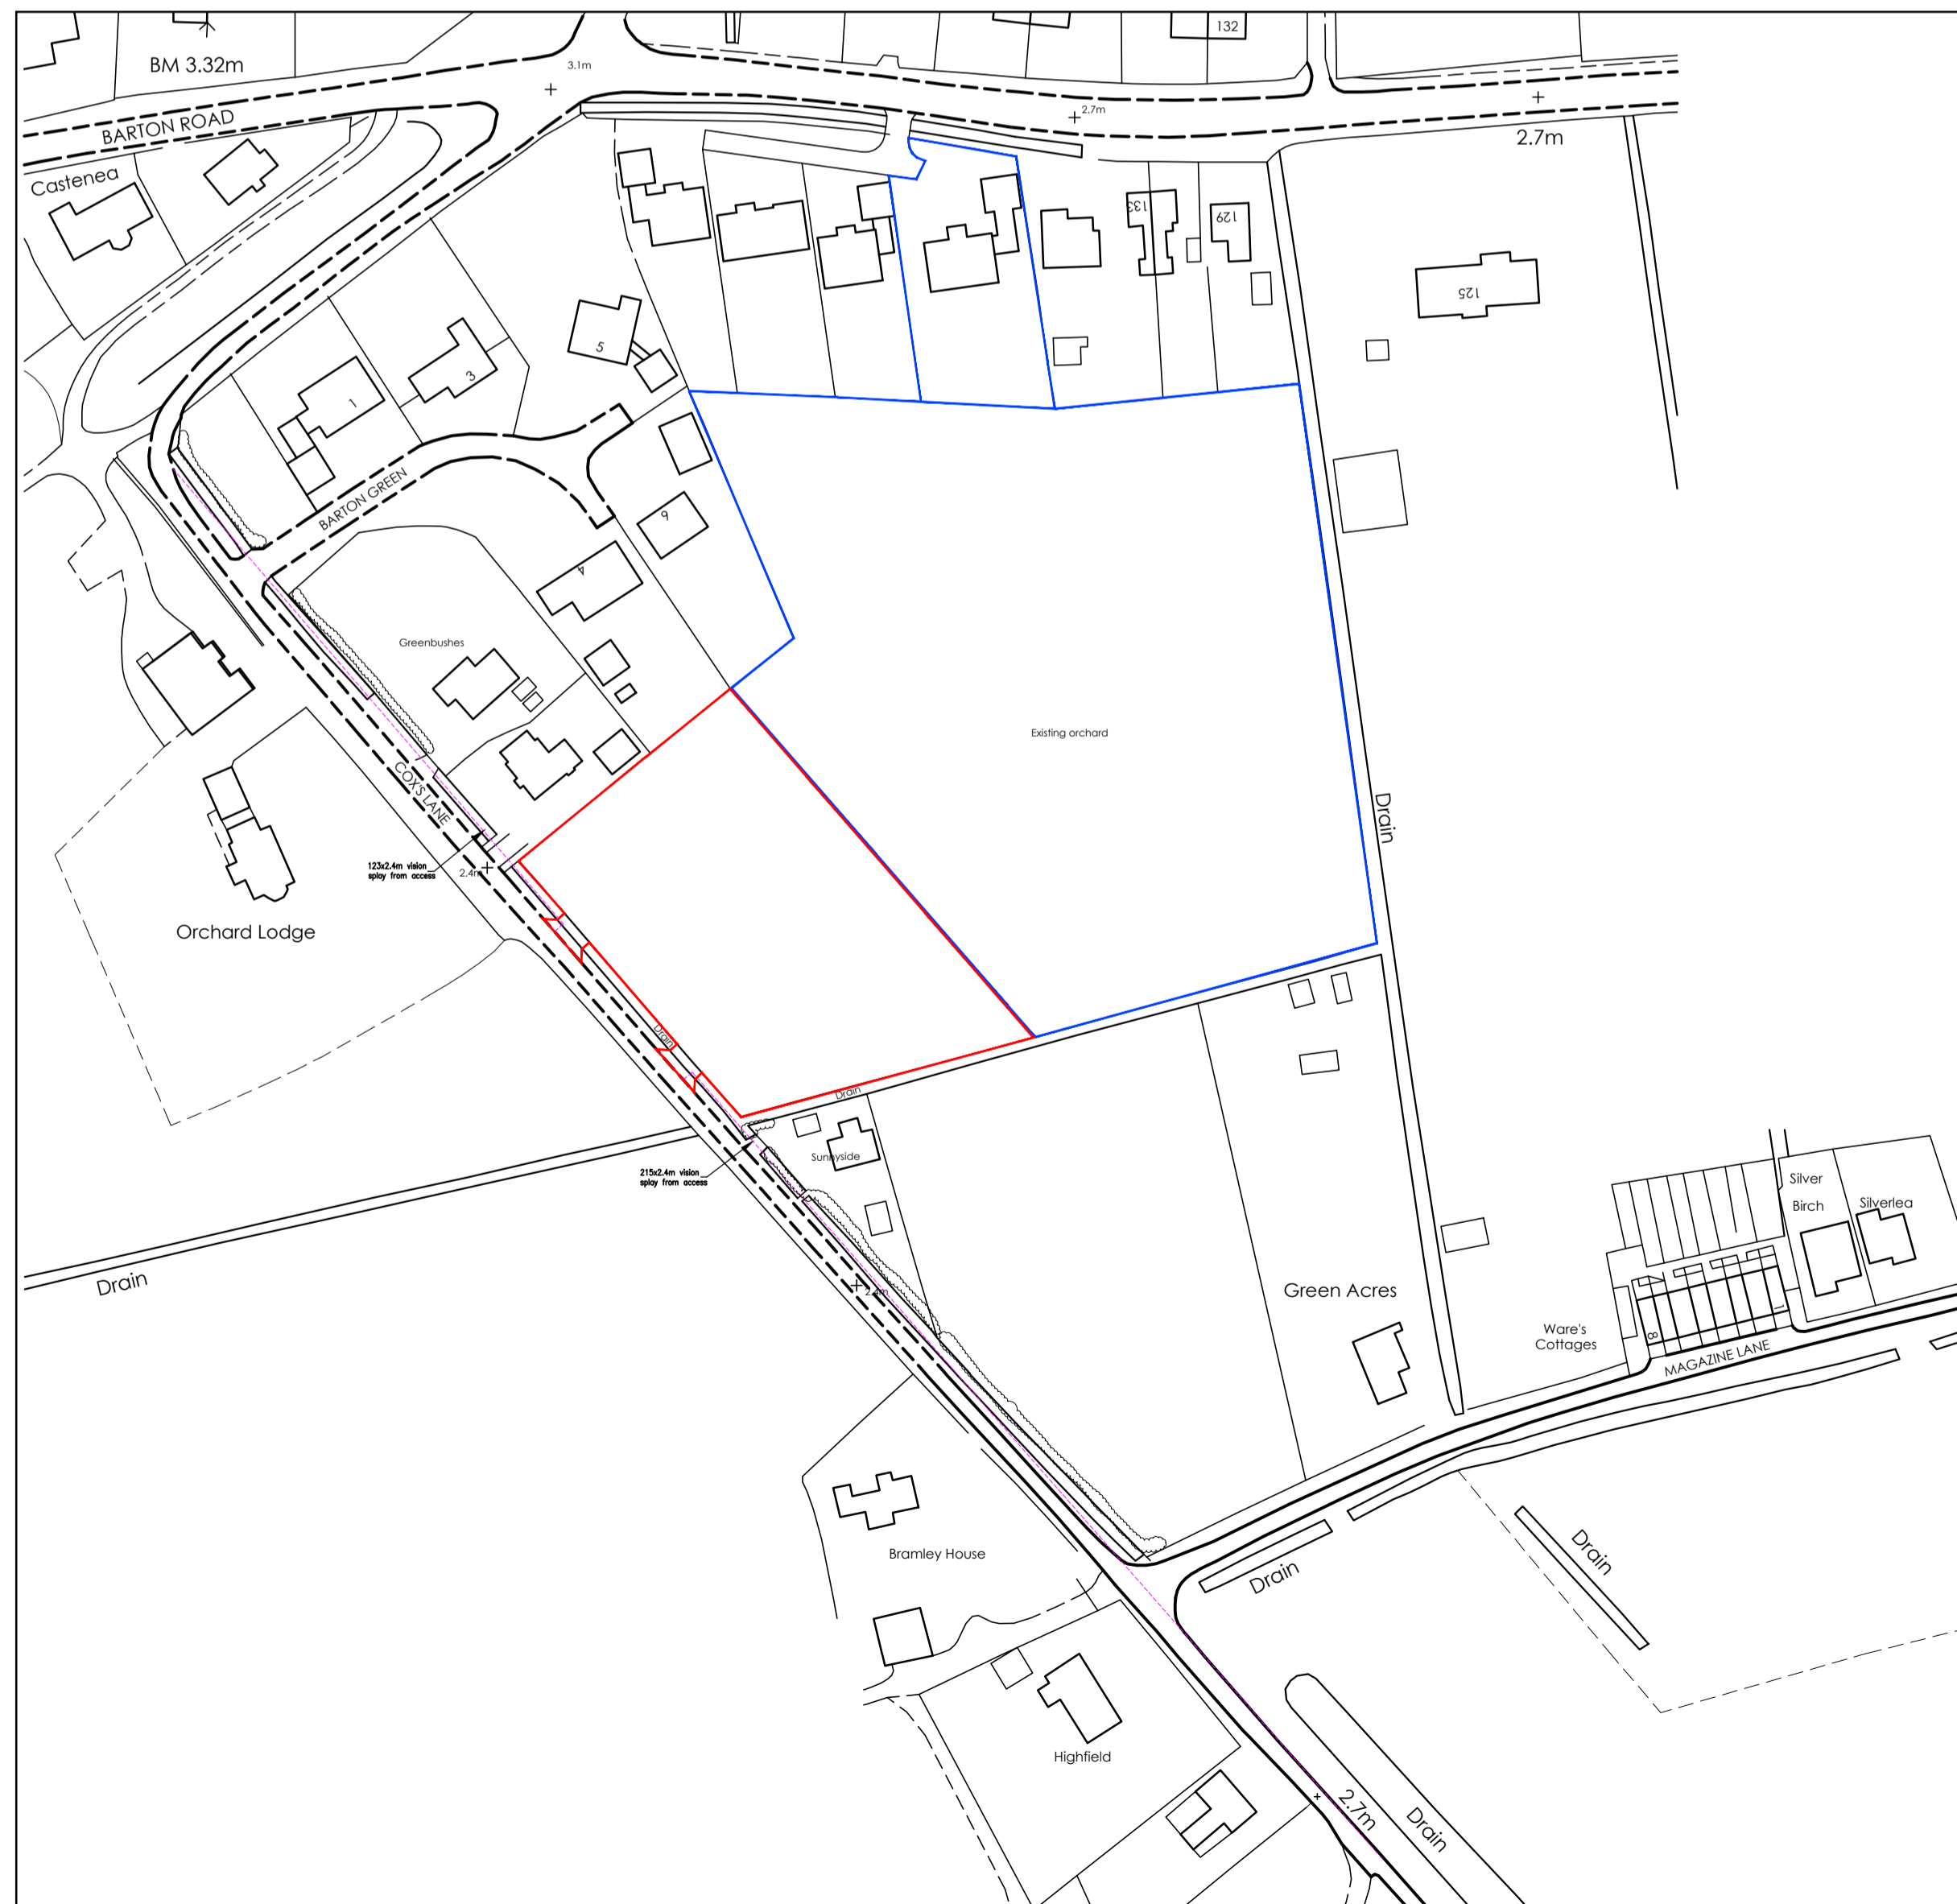 132
BM 3.32m
3.1m
2.7m
BARTON ROAD
2.7m
Castenea
133
129
125
5
3
1
BARTON GREEN
9
4
Greenbushes
Existing orchard
COX'S LANE
Drain
123x2.4m vision
splay from access
2.4m
Orchard Lodge
Drain
Drain
215x2.4m vision
splay from access
Sunnyside
Silver
Birch
Silverlea
Drain
2.4m
Green Acres
Ware's
Cottages
8
1
MAGAZINE LANE
Bramley House
Drain
Drain
Highfield
2.7m
Drain